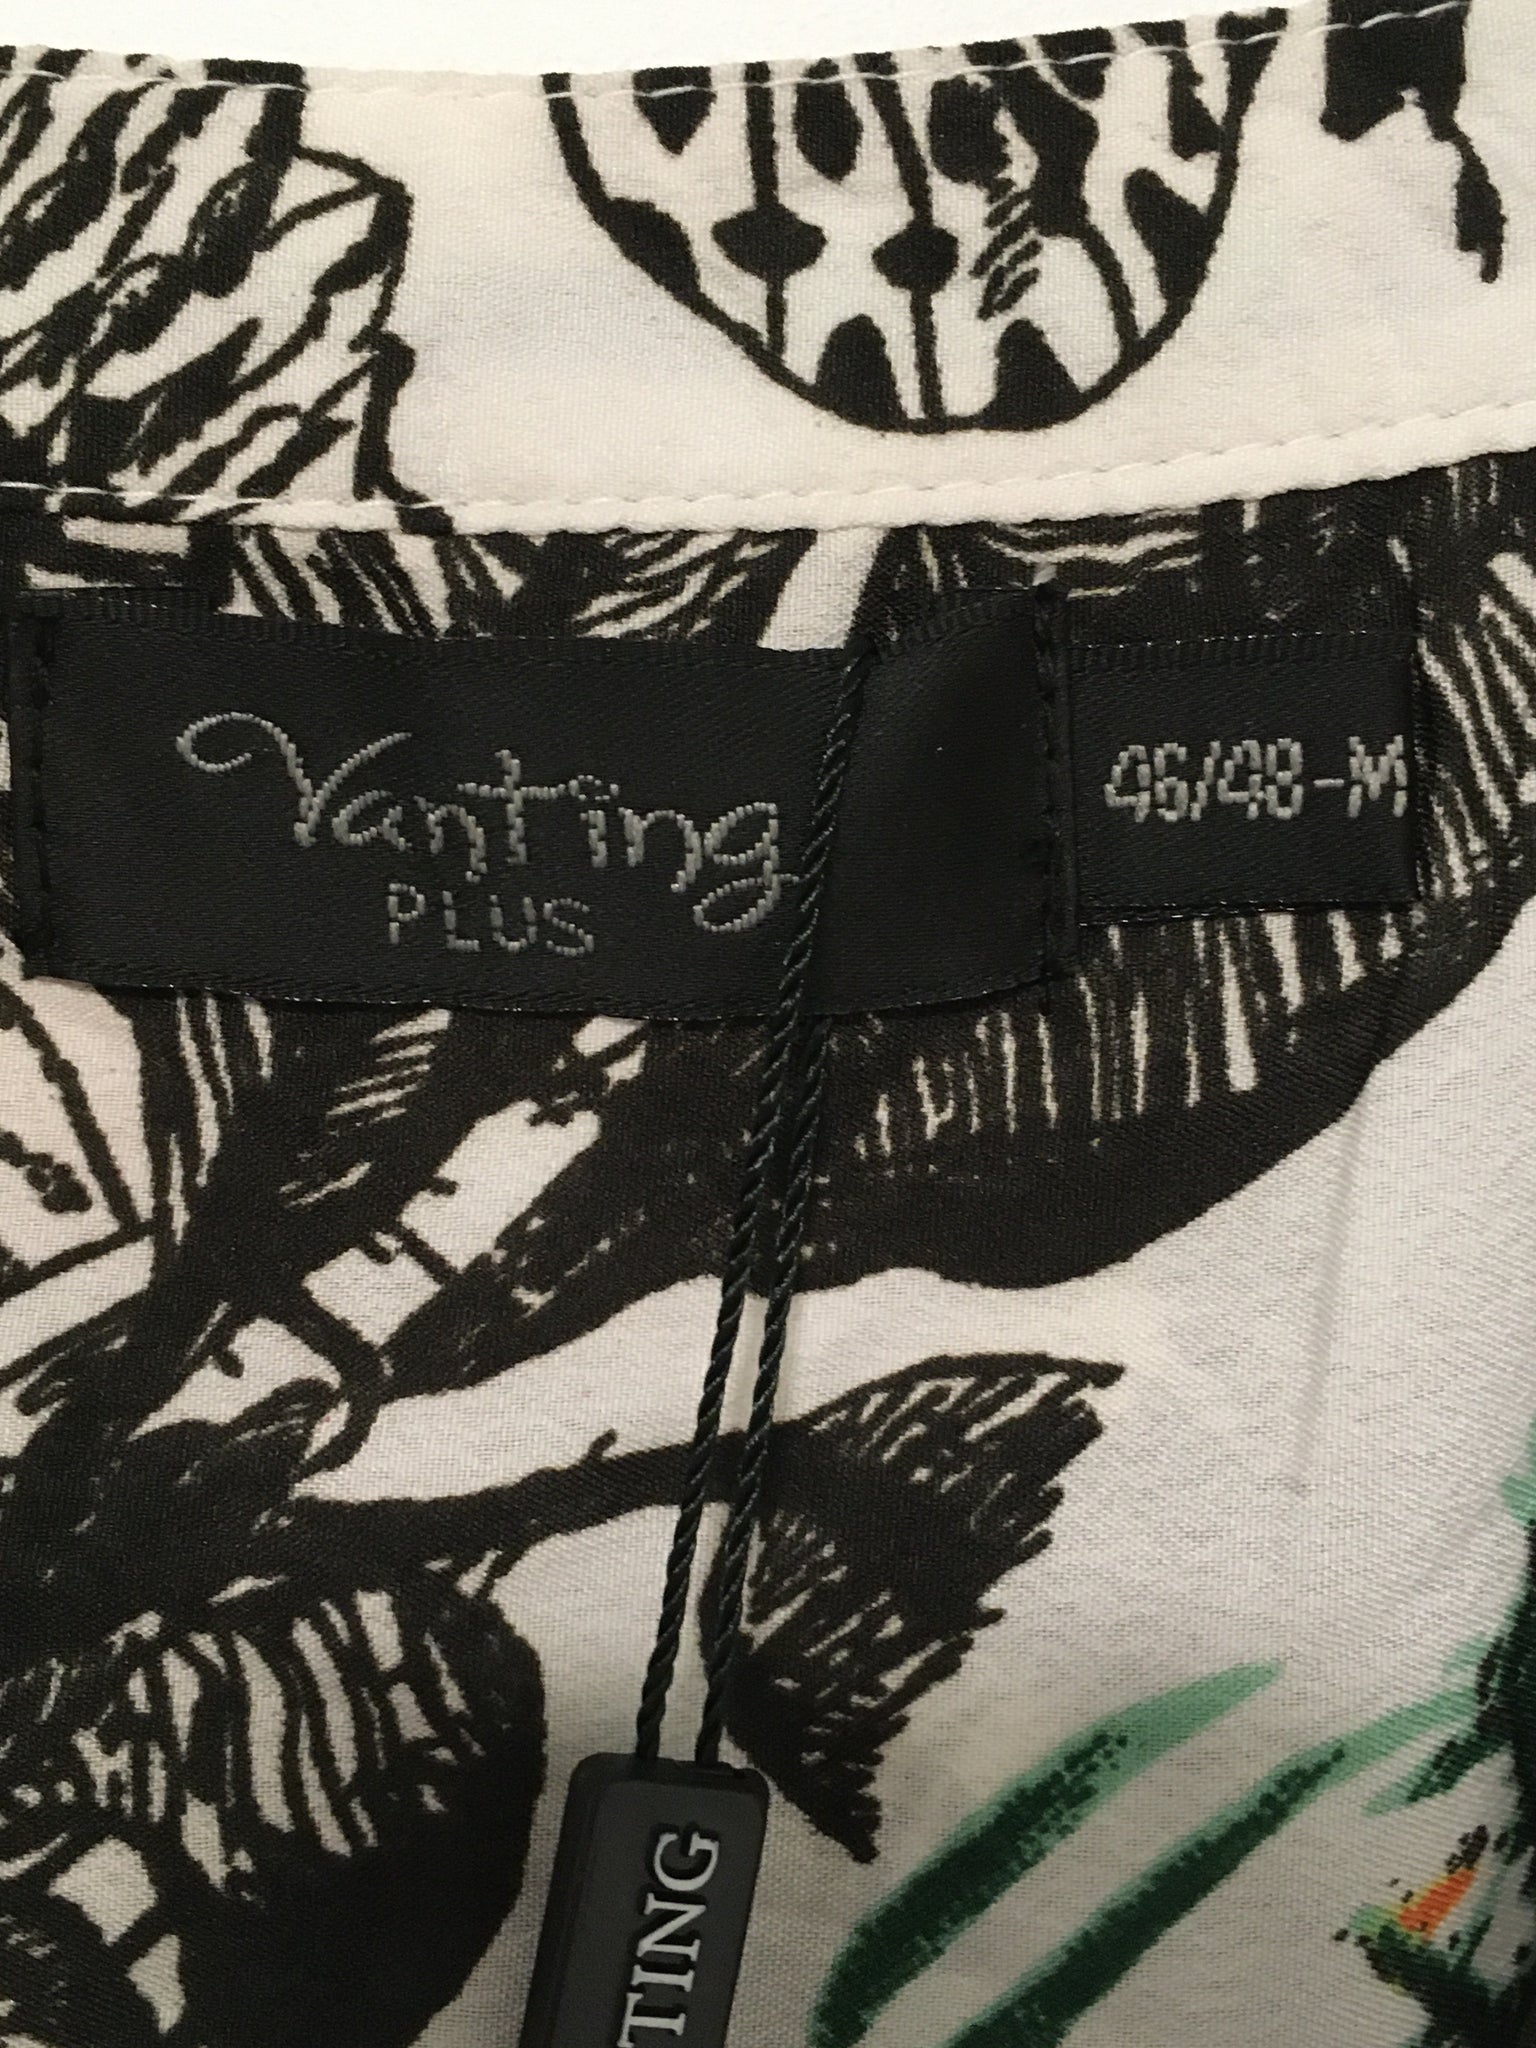 Vanting
PLUS
46/48-M
TING